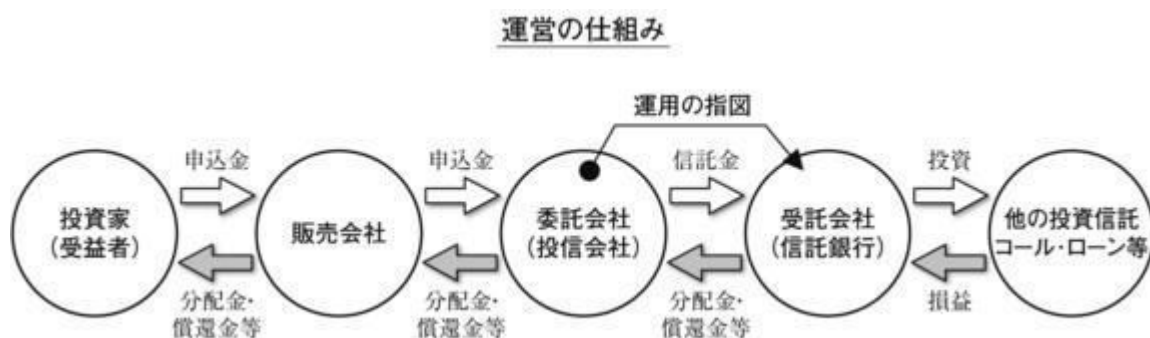 運営の仕組み
運用の指図
申込金
申込金
信託金
投資
投資家
(受益者)
販売会社
委託会社
(投信会社)
受託会社
(信託銀行)
他の投資信託
コール・ローン等
分配金・
償還金等
分配金・
償還金等
分配金・
償還金等
損益